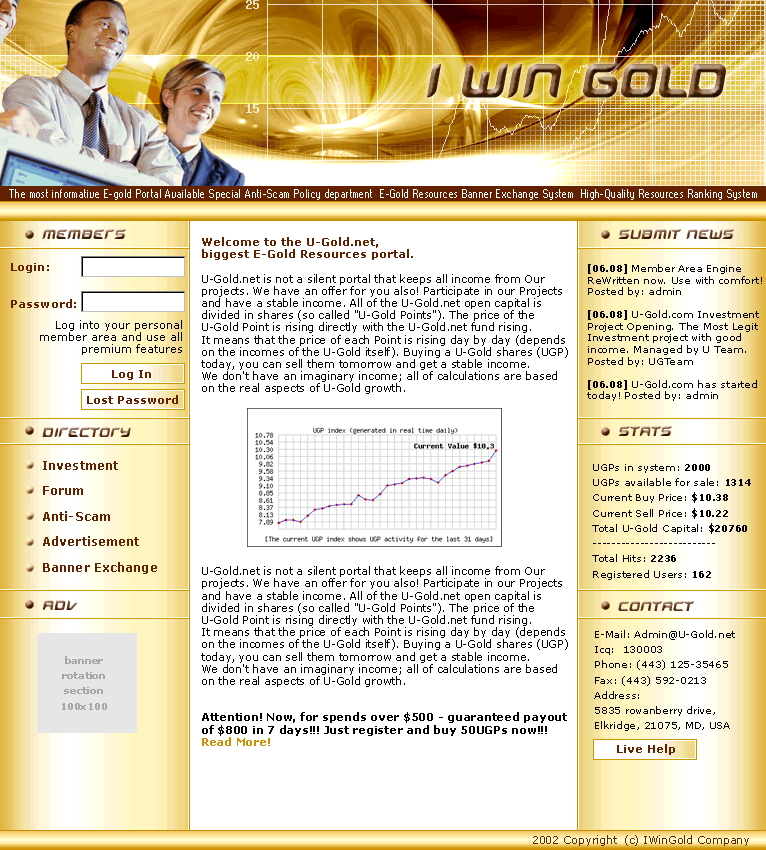 25
20
15
I WIN GOLD
The most informative E-gold Portal Available Special Anti-Scam Policy department E-Gold Resources Banner Exchange System High-Quality Resources Ranking System
MEMBERS
Login:
Password:
Log into your personal
member area and use all
premium features
Log In
Lost Password
DIRECTORY
Investment
Forum
Anti-Scam
Advertisement
Banner Exchange
ADV
banner
rotation
section
100x100
Welcome to the U-Gold.net,
biggest E-Gold Resources portal.
U-Gold.net is not a silent portal that keeps all income from Our
projects. We have an offer for you also! Participate in our Projects
and have a stable income. All of the U-Gold.net open capital is
divided in shares (so called "U-Gold Points"). The price of the
U-Gold Point is rising directly with the U-Gold.net fund rising.
It means that the price of each Point is rising day by day (depends
on the incomes of the U-Gold itself). Buying a U-Gold shares (UGP)
today, you can sell them tomorrow and get a stable income.
We don't have an imaginary income; all of calculations are based
on the real aspects of U-Gold growth.
UGP index (generated in real time daily)
Current Value $10.3
10.78
10.54
10.30
10.06
9.82
9.58
9.34
9.10
8.85
8.61
8.37
8.13
7.89
[The current UGP index shows UGP activity for the last 31 days]
U-Gold.net is not a silent portal that keeps all income from Our
projects. We have an offer for you also! Participate in our Projects
and have a stable income. All of the U-Gold.net open capital is
divided in shares (so called "U-Gold Points"). The price of the
U-Gold Point is rising directly with the U-Gold.net fund rising.
It means that the price of each Point is rising day by day (depends
on the incomes of the U-Gold itself). Buying a U-Gold shares (UGP)
today, you can sell them tomorrow and get a stable income.
We don't have an imaginary income; all of calculations are based
on the real aspects of U-Gold growth.
Attention! Now, for spends over $500 - guaranteed payout
of $800 in 7 days!!! Just register and buy 50UGPs now!!!
Read More!
SUBMIT NEWS
[06.08] Member Area Engine
ReWritten now. Use with comfort!
Posted by: admin
[06.08] U-Gold.com Investment
Project Opening. The Most Legit
Investment project with good
income. Managed by U Team.
Posted by: UGTeam
[06.08] U-Gold.com has started
today! Posted by: admin
STATS
UGPs in system: 2000
UGPs available for sale: 1314
Current Buy Price: $10.38
Current Sell Price: $10.22
Total U-Gold Capital: $20760
-------------------------
Total Hits: 2236
Registered Users: 162
CONTACT
E-Mail: Admin@U-Gold.net
Icq: 130003
Phone: (443) 125-35465
Fax: (443) 592-0213
Address:
5835 rowanberry drive,
Elkridge, 21075, MD, USA
Live Help
2002 Copyright (c) IWinGold Company